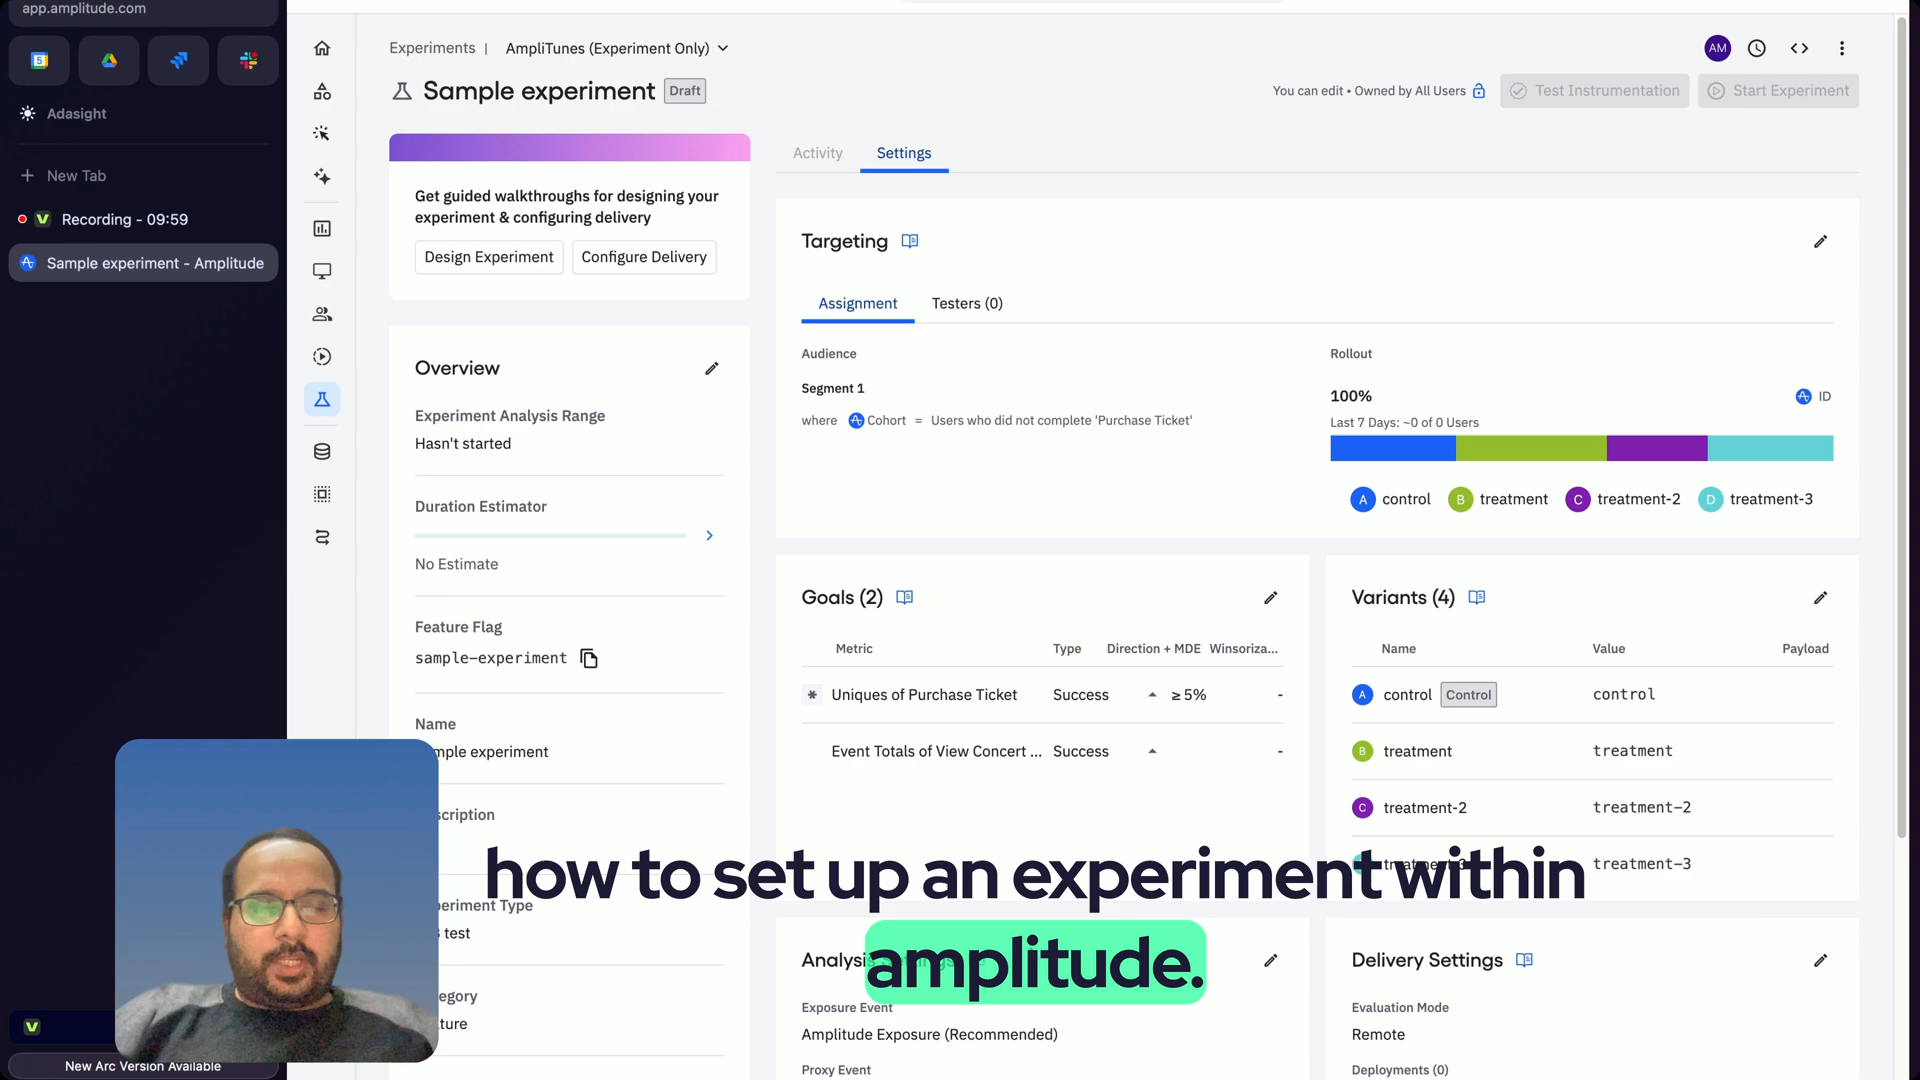 app.amplitude.com
5
Adasight
New Tab
Recording - 09:59
Sample experiment - Amplitude
New Arc Version Available
Experiments | AmpliTunes (Experiment Only)
AM
Sample experiment Draft
You can edit • Owned by All Users
Test Instrumentation
Start Experiment
Get guided walkthroughs for designing your
experiment & configuring delivery
Design Experiment
Configure Delivery
Overview
Experiment Analysis Range
Hasn't started
Duration Estimator
No Estimate
Feature Flag
sample-experiment
Name
mple experiment
scription
eriment Type
test
egory
ture
Activity
Settings
Targeting
Assignment
Testers (0)
Audience
Segment 1
where Cohort = Users who did not complete 'Purchase Ticket'
Rollout
100%
ID
Last 7 Days: ~0 of 0 Users
A control B treatment C treatment-2 D treatment-3
Goals (2)
Metric Type Direction + MDE Winsoriza...
* Uniques of Purchase Ticket Success ≥ 5% -
Event Totals of View Concert ... Success -
Variants (4)
Name Value Payload
A control Control control
B treatment treatment
C treatment-2 treatment-2
treatment-3 treatment-3
how to set up an experiment within
amplitude.
Analysis
Exposure Event
Amplitude Exposure (Recommended)
Proxy Event
Delivery Settings
Evaluation Mode
Remote
Deployments (0)